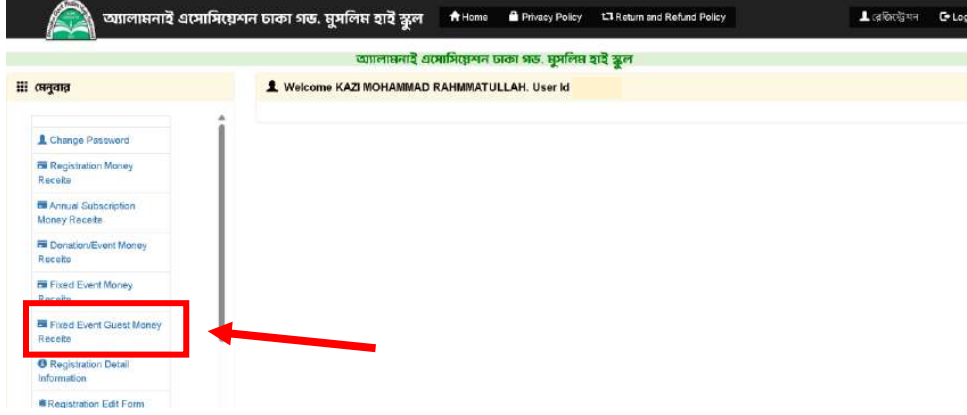 অ্যালামনাই এসোসিয়েশন ঢাকা গভ. মুসলিম হাই স্কুল Home Privacy Policy Return and Refund Policy রেজিস্ট্রেশন Log
অ্যালামনাই এসোসিয়েশন ঢাকা গভ. মুসলিম হাই স্কুল
মেনুবার
Welcome KAZI MOHAMMAD RAHMMATULLAH. User Id
Change Password
Registration Money
Receite
Annual Subscription
Money Receite
Donation/Event Money
Receite
Fixed Event Money
Receite
Fixed Event Guest Money
Receite
Registration Detail
Information
Registration Edit Form